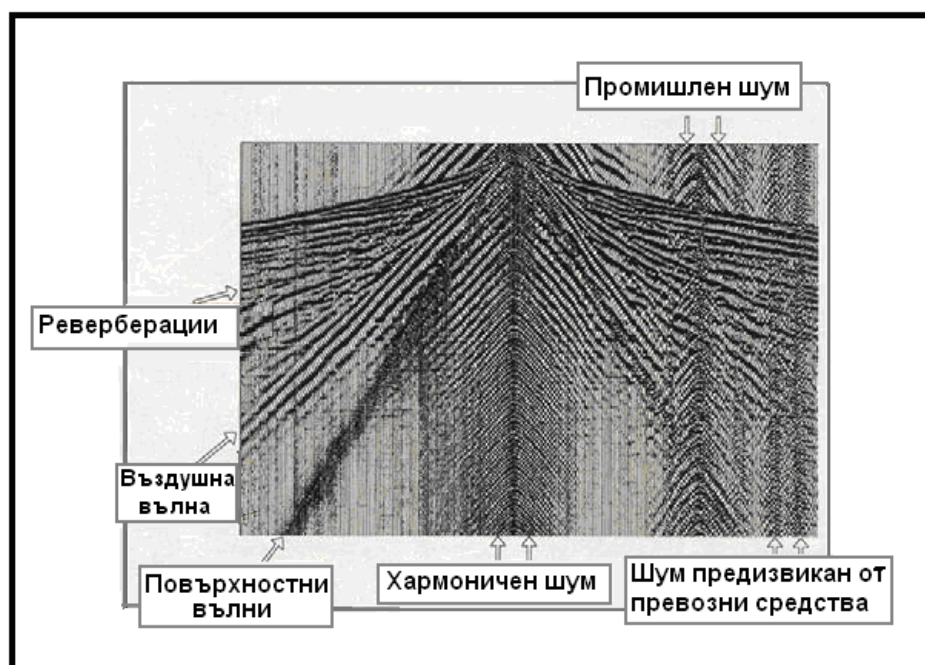 Промишлен шум
Реверберации
Въздушна
вълна
Повърхностни
вълни
Хармоничен шум
Шум предизвикан от
превозни средства